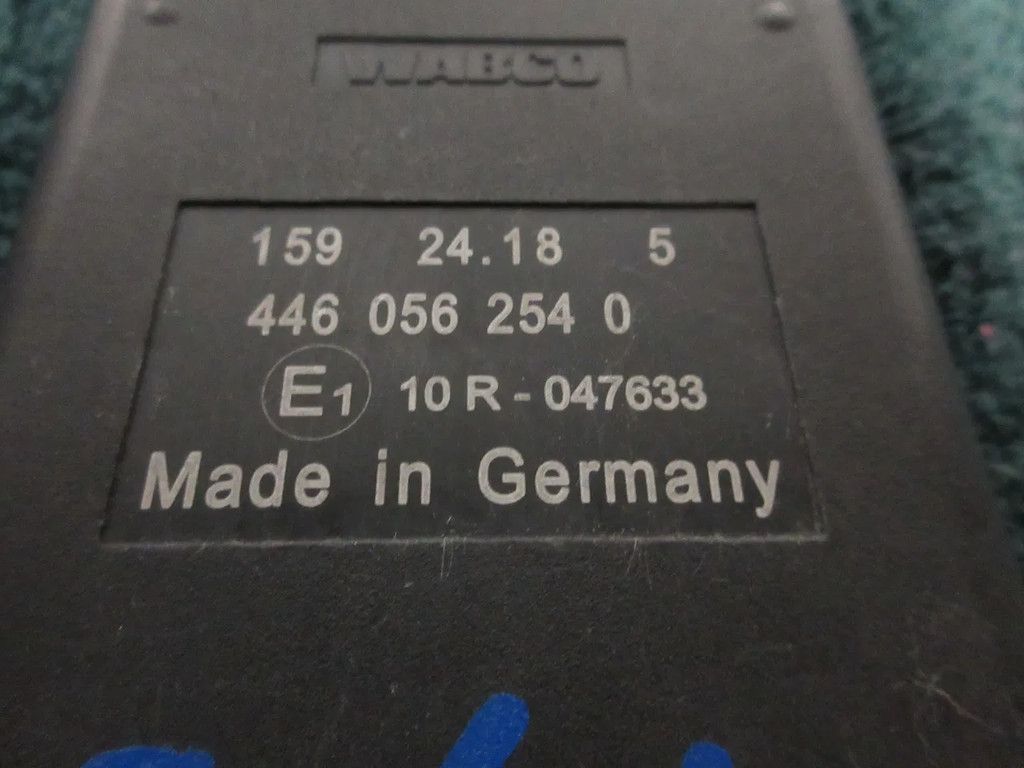 WABCO
159 24.18 5
446 056 254 0
E1 10 R - 047633
Made in Germany